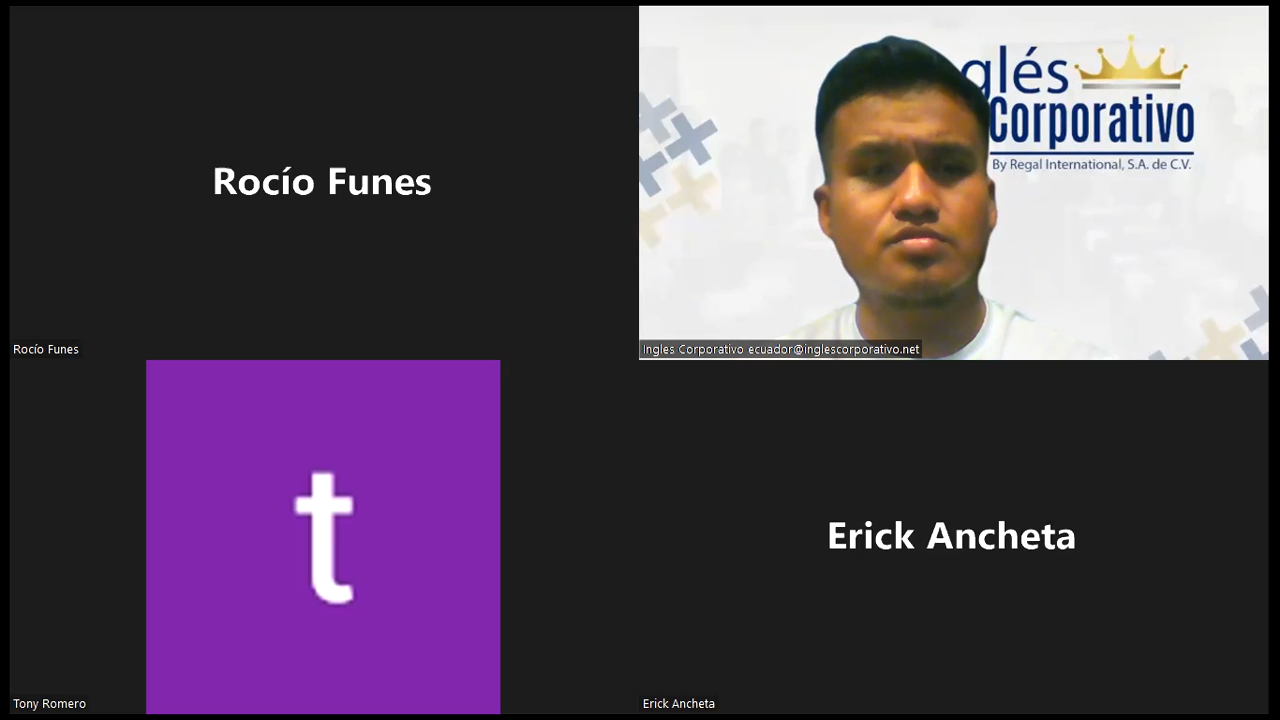 Rocío Funes
Rocío Funes
glés
Corporativo
By Regal International, S.A. de C.V.
Ingles Corporativo ecuador@inglescorporativo.net
t
Tony Romero
Erick Ancheta
Erick Ancheta